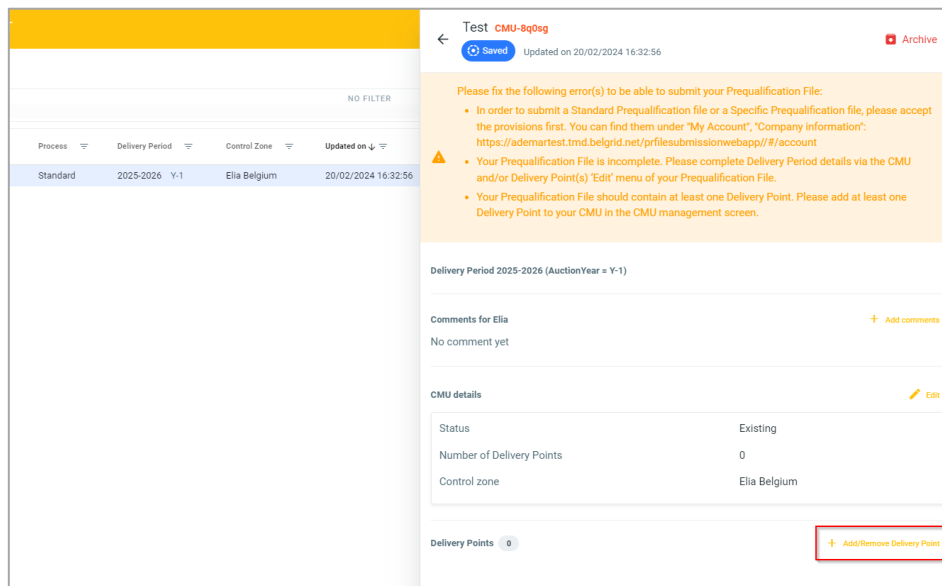 Test CMU-8q0sg
Archive
Saved Updated on 20/02/2024 16:32:56
Please fix the following error(s) to be able to submit your Prequalification File:
• In order to submit a Standard Prequalification file or a Specific Prequalification file, please accept
the provisions first. You can find them under "My Account", "Company information":
https://ademartest.tmd.belgrid.net/prfilesubmissionwebapp//#/account
• Your Prequalification File is incomplete. Please complete Delivery Period details via the CMU
and/or Delivery Point(s) 'Edit' menu of your Prequalification File.
• Your Prequalification File should contain at least one Delivery Point. Please add at least one
Delivery Point to your CMU in the CMU management screen.
NO FILTER
Process Delivery Period Control Zone Updated on
Standard 2025-2026 Y-1 Elia Belgium 20/02/2024 16:32:56
Delivery Period 2025-2026 (AuctionYear = Y-1)
Comments for Elia + Add comments
No comment yet
CMU details Edit
Status Existing
Number of Delivery Points 0
Control zone Elia Belgium
Delivery Points 0 + Add/Remove Delivery Point